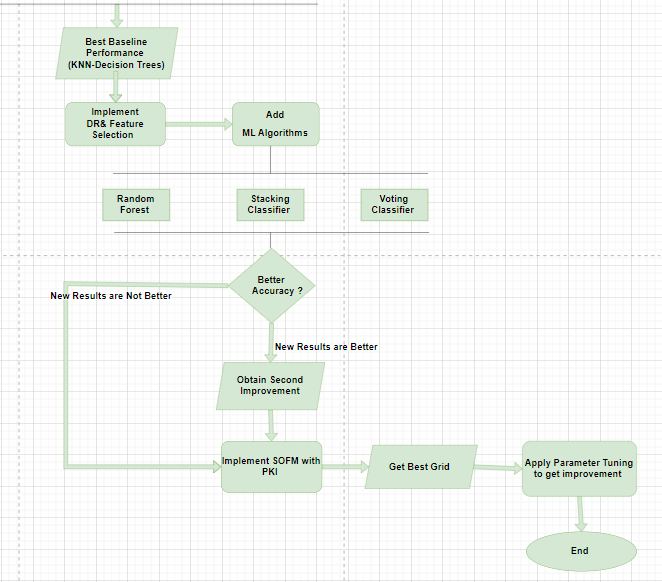 Best Baseline
Performance
(KNN-Decision Trees)
Implement
DR& Feature
Selection
Add
ML Algorithms
Random
Forest
Stacking
Classifier
Voting
Classifier
Better
Accuracy ?
New Results are Not Better
New Results are Better
Obtain Second
Improvement
Implement SOFM with
PKI
Get Best Grid
Apply Parameter Tuning
to get improvement
End